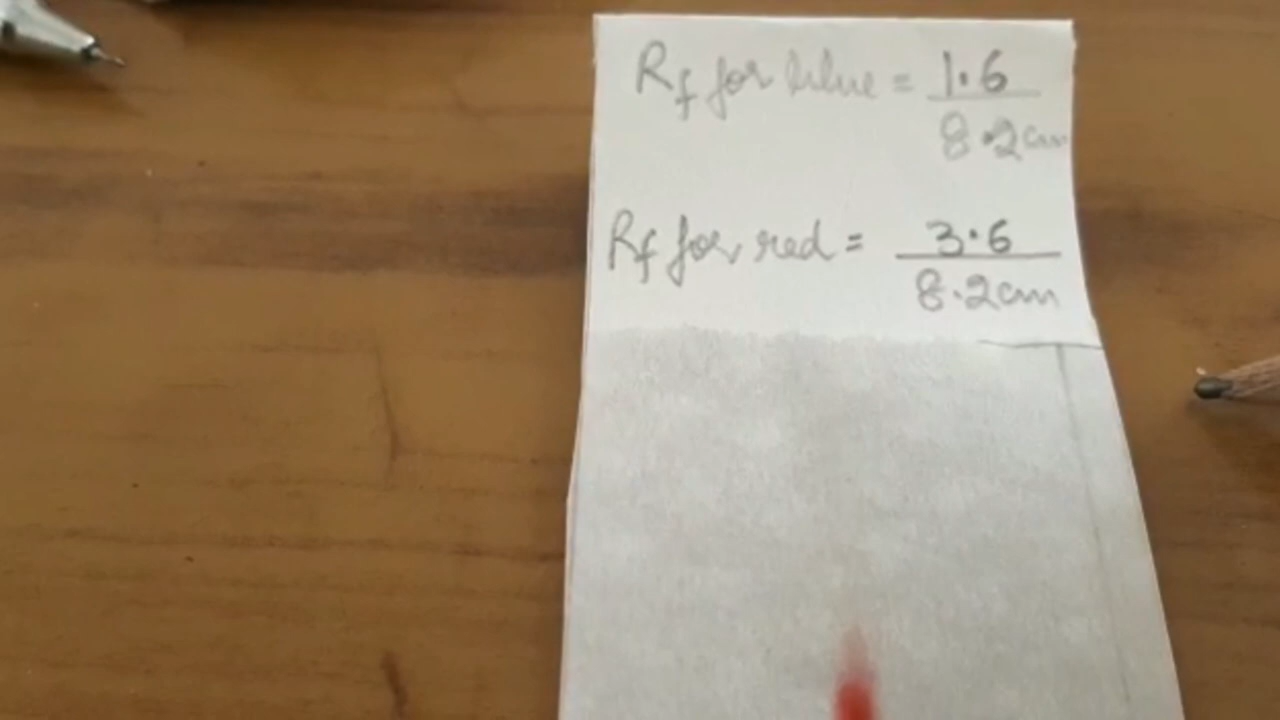 Rf for blue = 1.6
8.2cm
Rf for red = 3.6
8.2cm